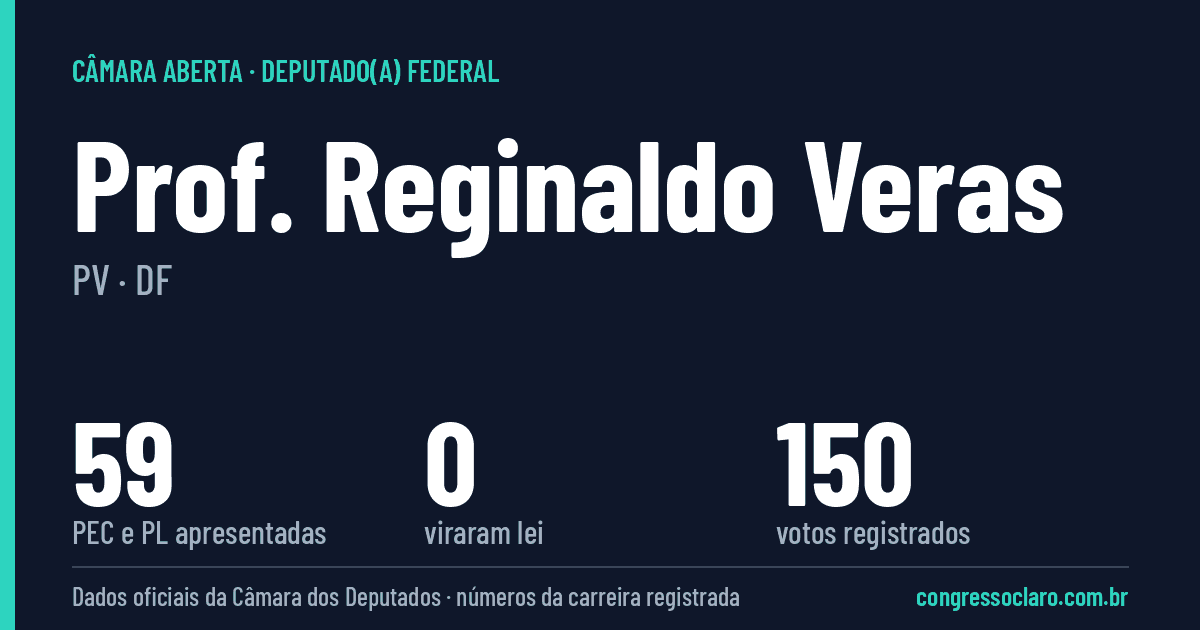 CÂMARA ABERTA · DEPUTADO(A) FEDERAL
Prof. Reginaldo Veras
PV · DF
59 0 150
PEC e PL apresentadas viraram lei votos registrados
Dados oficiais da Câmara dos Deputados · números da carreira registrada congressoclaro.com.br